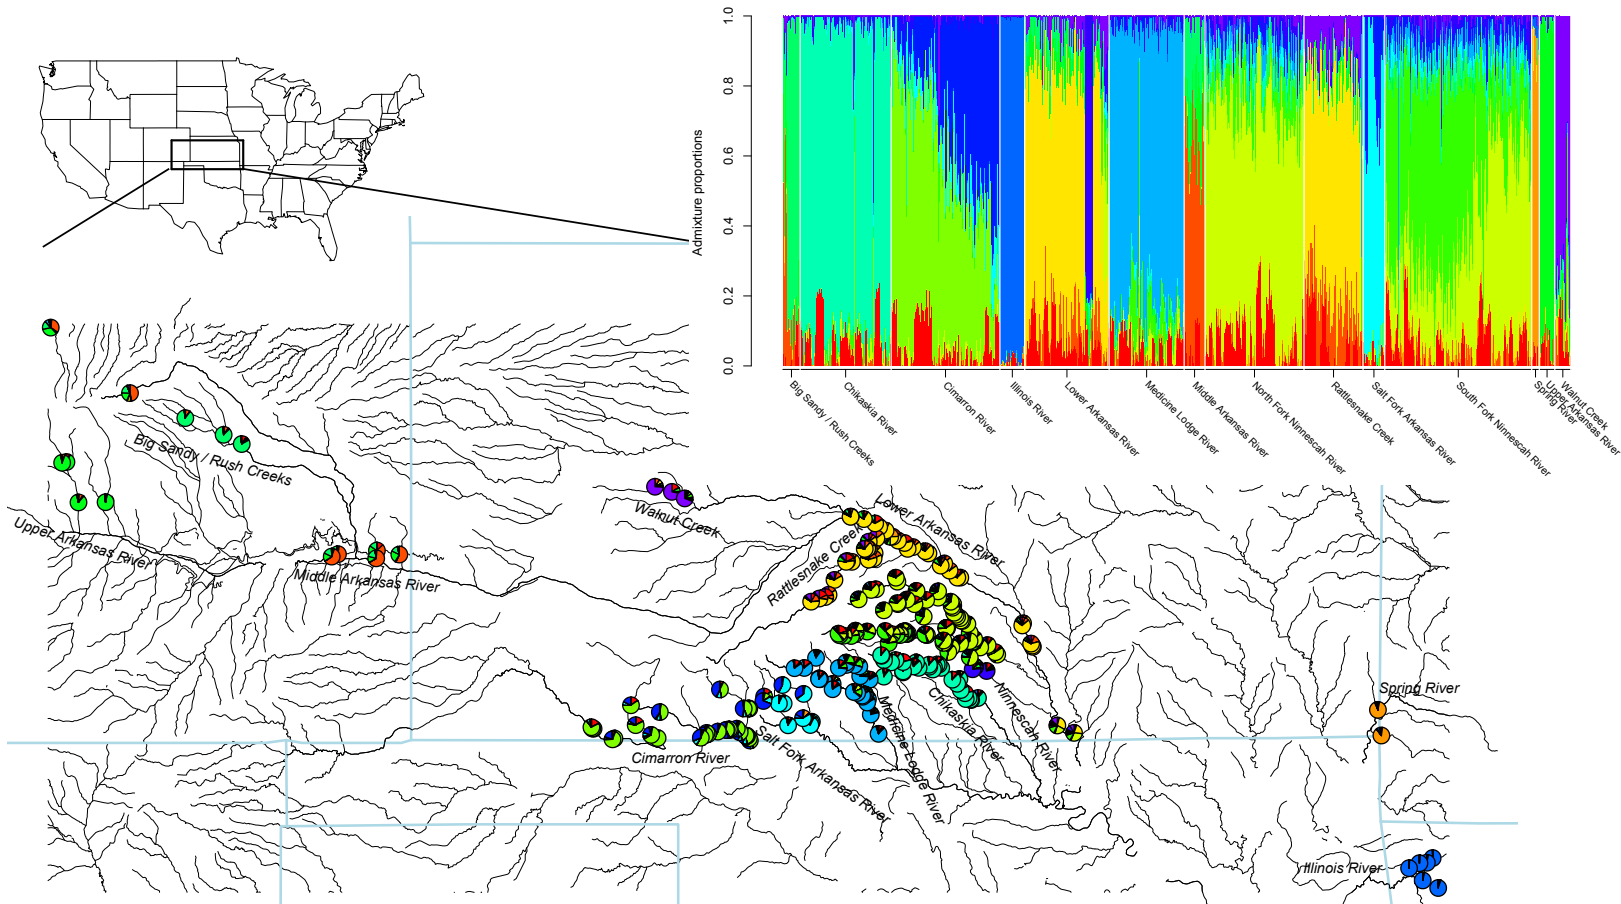 1.0
0.8
0.6
0.4
0.2
0.0
Admixture proportions
Big Sandy / Rush Creeks
Chikaskia River
Cimarron River
Illinois River
Lower Arkansas River
Medicine Lodge River
Middle Arkansas River
North Fork Ninnescah River
Rattlesnake Creek
Salt Fork Arkansas River
South Fork Ninnescah River
Spring River
Upper Arkansas River
Walnut Creek
Big Sandy / Rush Creeks
Upper Arkansas River
Middle Arkansas River
Walnut Creek
Lower Arkansas River
Rattlesnake Creek
Ninnescah River
Chikaskia River
Medicine Lodge River
Salt Fork Arkansas River
Cimarron River
Spring River
Illinois River